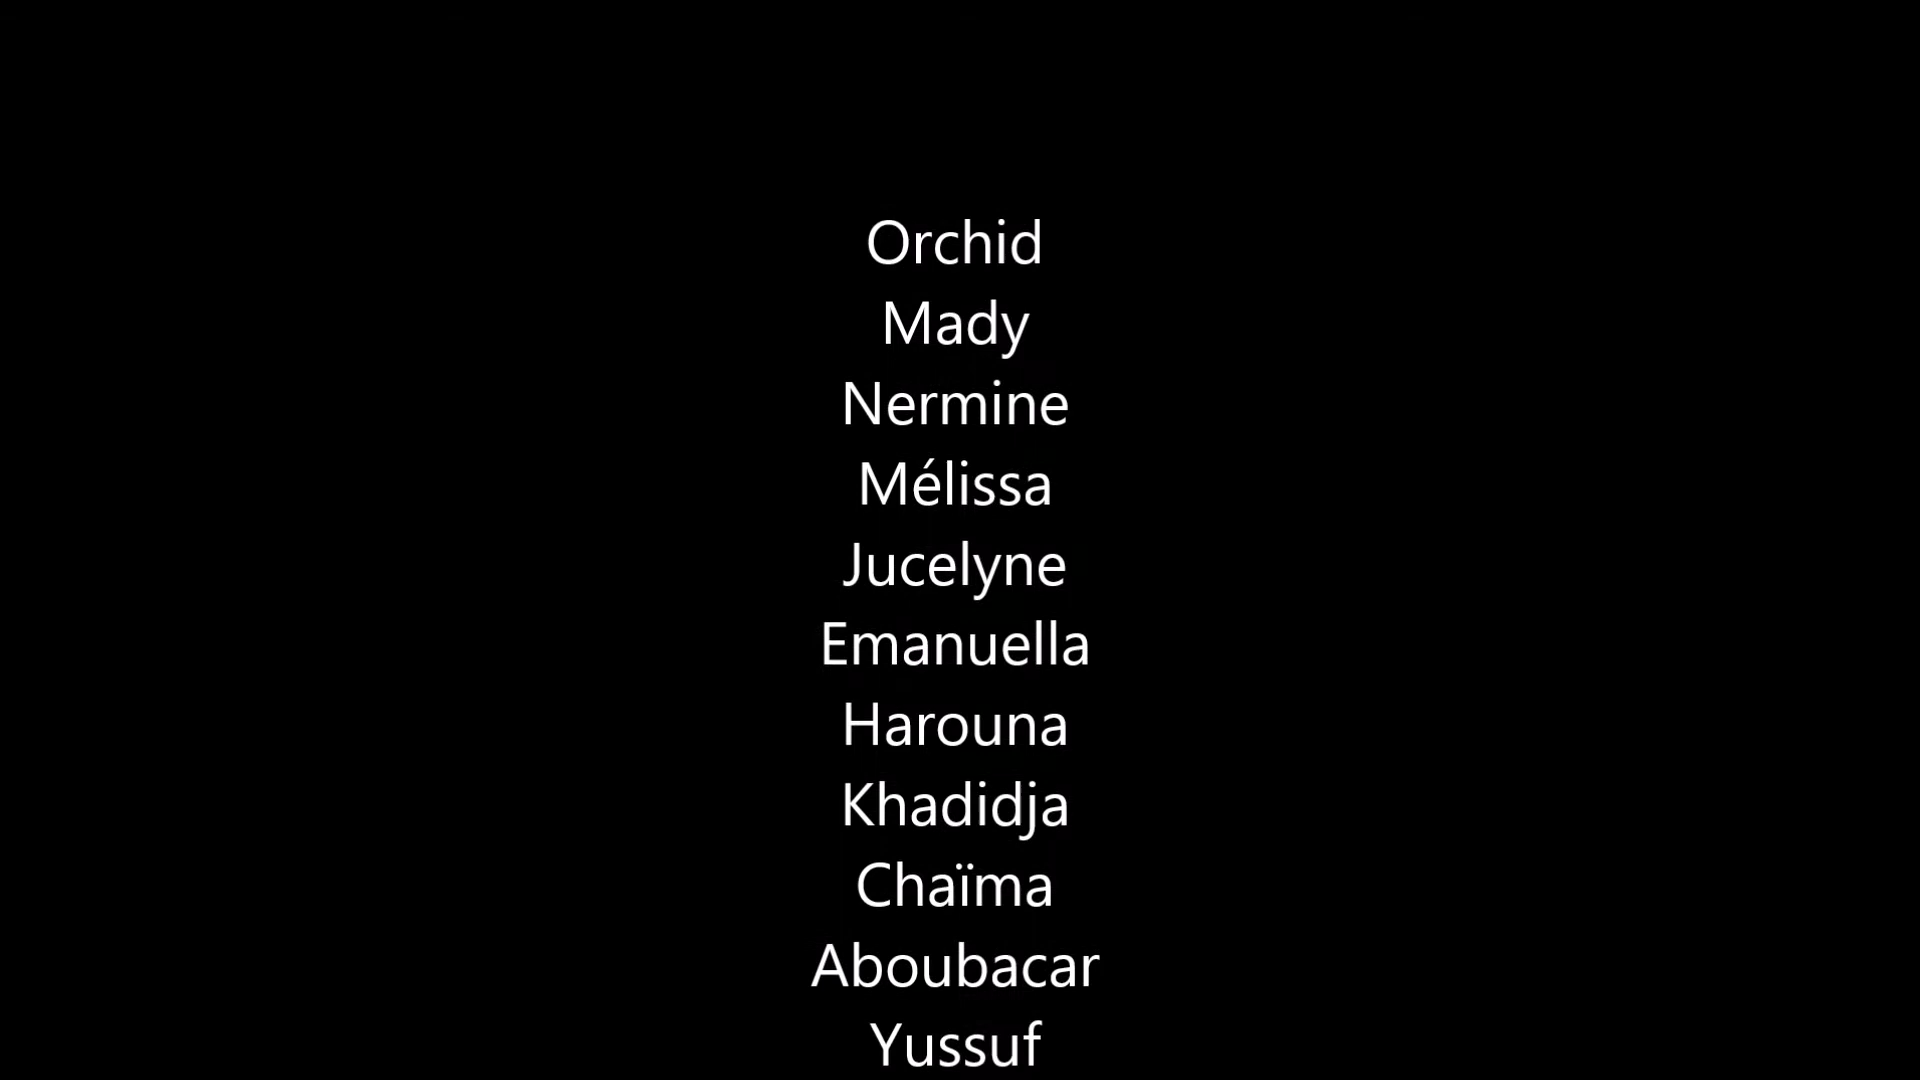 Orchid
Mady
Nermine
Mélissa
Jucelyne
Emanuella
Harouna
Khadidja
Chaïma
Aboubacar
Yussuf